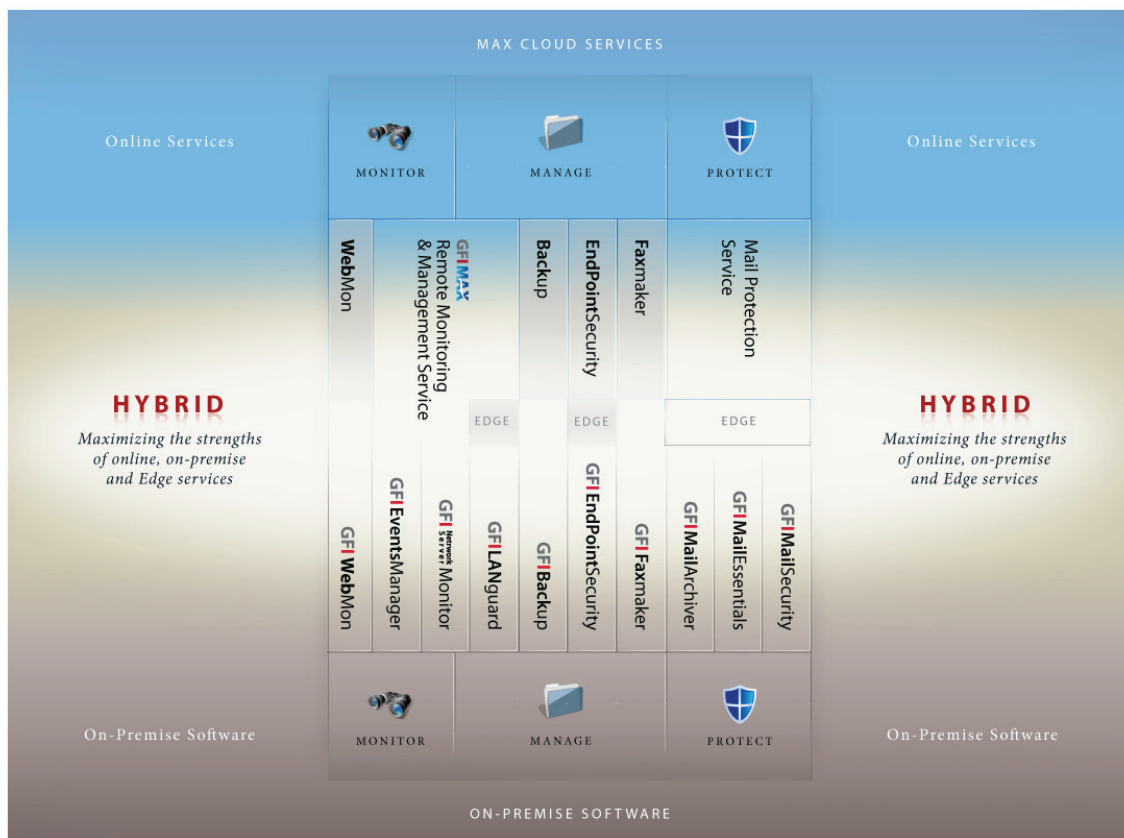 MAX CLOUD SERVICES
Online Services
Online Services
MONITOR
MANAGE
PROTECT
WebMon
GFI MAX
Remote Monitoring
& Management Service
Backup
EndPointSecurity
Faxmaker
Mail Protection
Service
HYBRID
Maximizing the strengths
of online, on-premise
and Edge services
EDGE
EDGE
EDGE
HYBRID
Maximizing the strengths
of online, on-premise
and Edge services
GFI WebMon
GFI EventsManager
GFI Network Server Monitor
GFI LANguard
GFI Backup
GFI EndPointSecurity
GFI Faxmaker
GFI MailArchiver
GFI MailEssentials
GFI MailSecurity
On-Premise Software
On-Premise Software
MONITOR
MANAGE
PROTECT
ON-PREMISE SOFTWARE